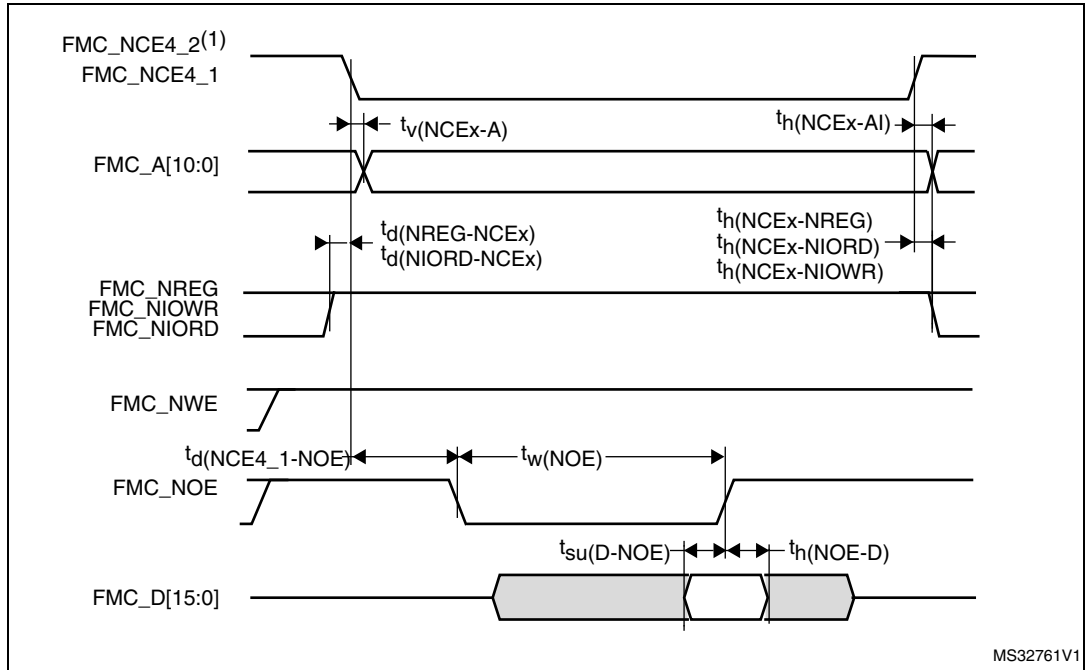 FMC_NCE4_2(1)
FMC_NCE4_1
tv(NCEx-A)
th(NCEx-AI)
FMC_A[10:0]
td(NREG-NCEx)
td(NIORD-NCEx)
th(NCEx-NREG)
th(NCEx-NIORD)
th(NCEx-NIOWR)
FMC_NREG
FMC_NIOWR
FMC_NIORD
FMC_NWE
td(NCE4_1-NOE)
tw(NOE)
FMC_NOE
tsu(D-NOE)
th(NOE-D)
FMC_D[15:0]
MS32761V1